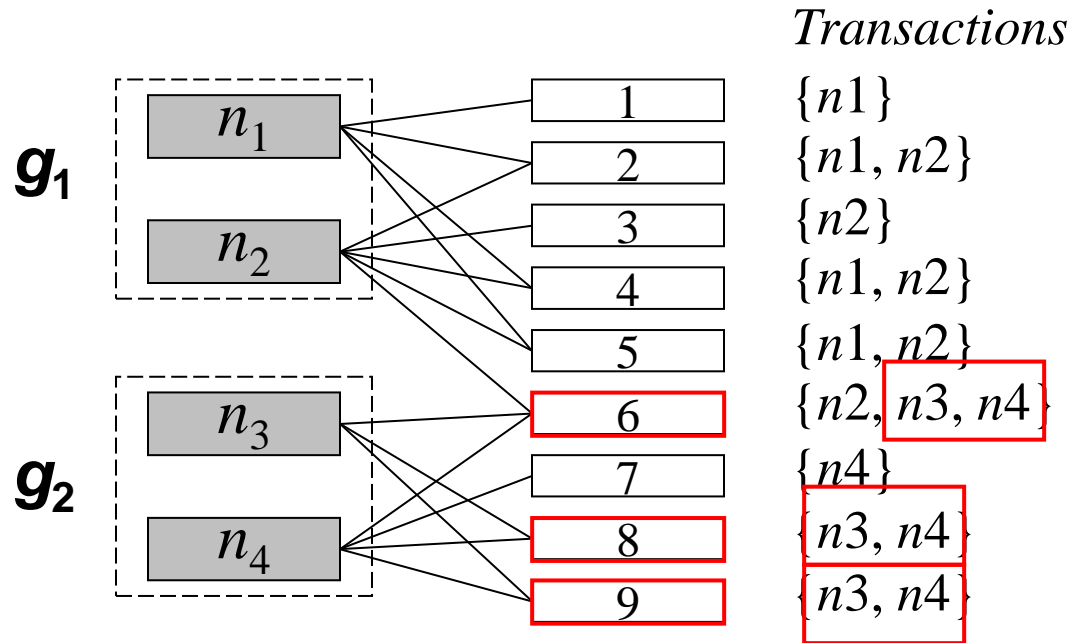 Transactions
n1 1 {n1}
g1 2 {n1, n2}
3 {n2}
n2 4 {n1, n2}
5 {n1, n2}
n3 6 {n2, n3, n4}
g2 7 {n4}
n4 8 {n3, n4}
9 {n3, n4}